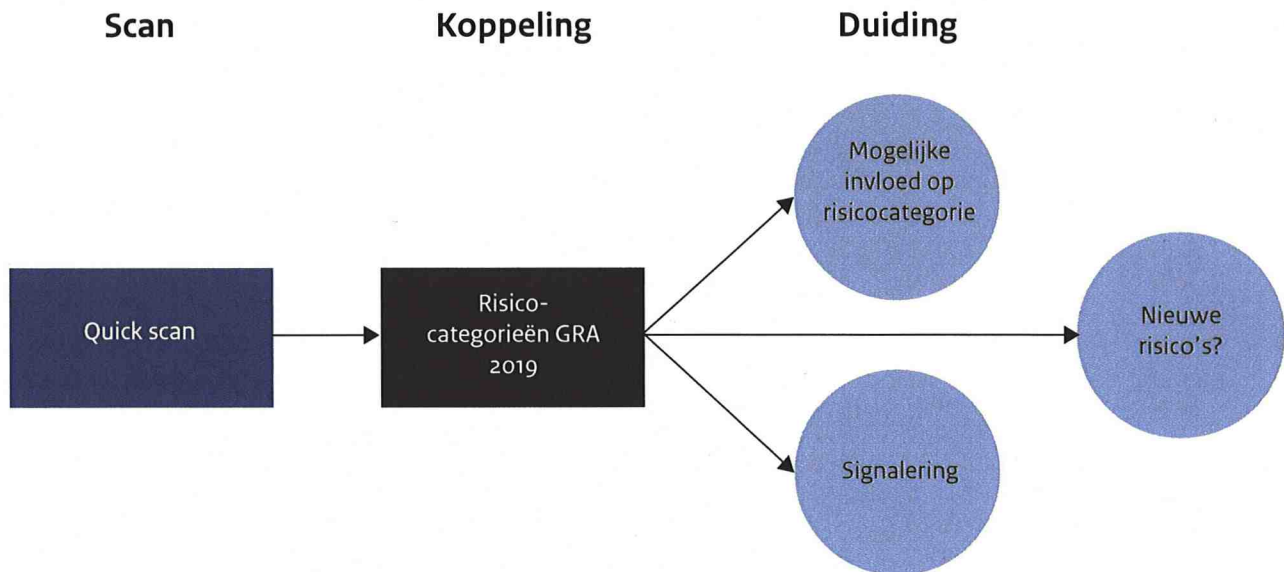 Scan
Koppeling
Duiding
Quick scan
Risico-
categorieën GRA
2019
Mogelijke
invloed op
risicocategorie
Nieuwe
risico's?
Signalering